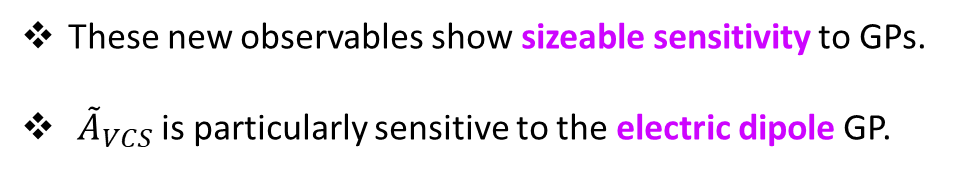 ❖ These new observables show sizeable sensitivity to GPs.
❖ Ã_VCS is particularly sensitive to the electric dipole GP.